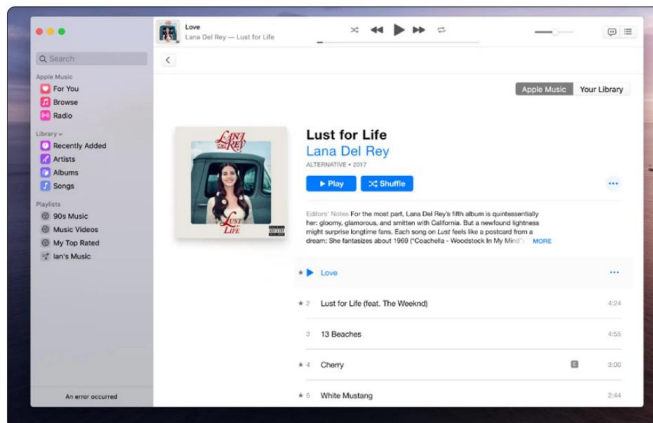 Love
Lana Del Rey — Lust for Life
Search
Apple Music
For You
Browse
Radio
Library
Recently Added
Artists
Albums
Songs
Playlists
90s Music
Music Videos
My Top Rated
Ian's Music
An error occurred
Apple Music Your Library
LANA DEL REY
LUST FOR LIFE
Lust for Life
Lana Del Rey
ALTERNATIVE • 2017
Play Shuffle
Editors' Notes For the most part, Lana Del Rey's fifth album is quintessentially
her: gloomy, glamorous, and smitten with California. But a newfound lightness
might surprise longtime fans. Each song on Lust feels like a postcard from a
dream: She fantasizes about 1969 ("Coachella - Woodstock In My Mind") MORE
Love
2 Lust for Life (feat. The Weeknd) 4:24
3 13 Beaches 4:55
4 Cherry E 3:00
5 White Mustang 2:44